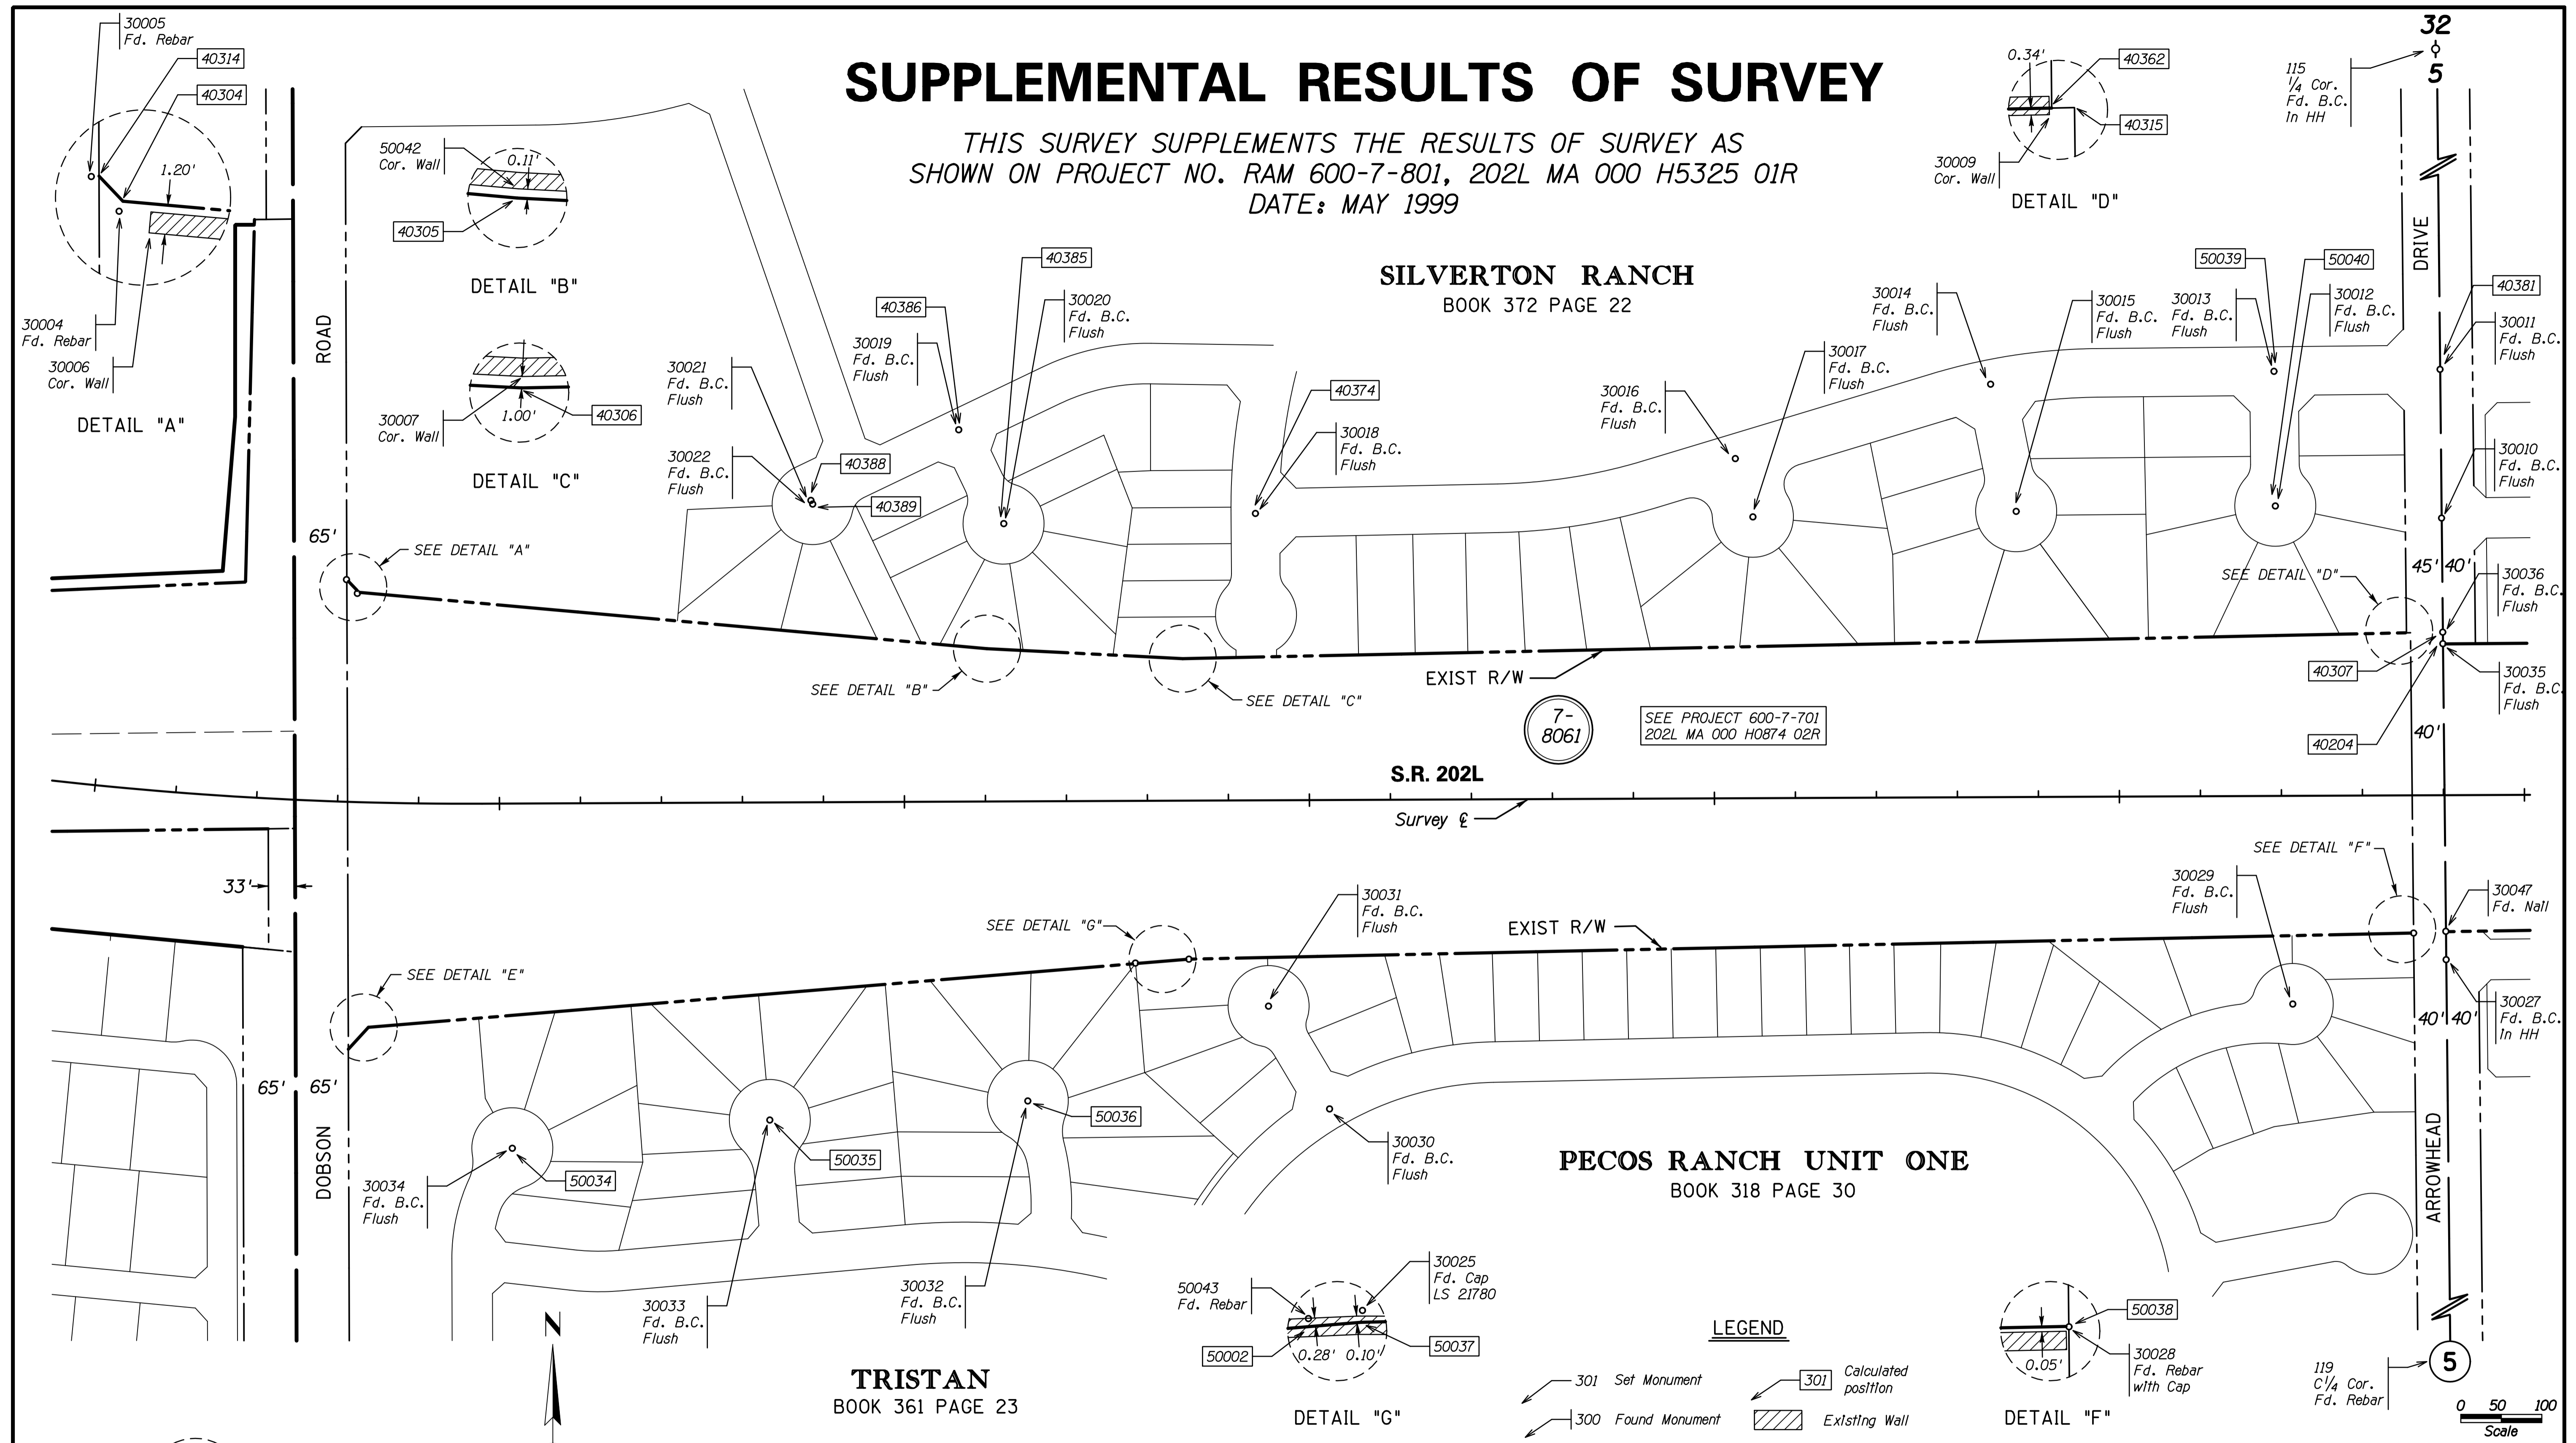 SUPPLEMENTAL RESULTS OF SURVEY
THIS SURVEY SUPPLEMENTS THE RESULTS OF SURVEY AS
SHOWN ON PROJECT NO. RAM 600-7-801, 202L MA 000 H5325 01R
DATE: MAY 1999
30005
Fd. Rebar
40314
40304
1.20'
30004
Fd. Rebar
30006
Cor. Wall
DETAIL "A"
50042
Cor. Wall
0.11'
40305
DETAIL "B"
30007
Cor. Wall
1.00'
40306
DETAIL "C"
0.34'
40362
40315
30009
Cor. Wall
DETAIL "D"
32
5
115
1/4 Cor.
Fd. B.C.
In HH
ROAD
DRIVE
SILVERTON RANCH
BOOK 372 PAGE 22
40385
40386
30020
Fd. B.C.
Flush
30019
Fd. B.C.
Flush
30021
Fd. B.C.
Flush
30022
Fd. B.C.
Flush
40388
40389
40374
30018
Fd. B.C.
Flush
30016
Fd. B.C.
Flush
30017
Fd. B.C.
Flush
30014
Fd. B.C.
Flush
30015
Fd. B.C.
Flush
50039
30013
Fd. B.C.
Flush
50040
30012
Fd. B.C.
Flush
40381
30011
Fd. B.C.
Flush
30010
Fd. B.C.
Flush
65'
SEE DETAIL "A"
SEE DETAIL "B"
SEE DETAIL "C"
SEE DETAIL "D"
45' 40'
30036
Fd. B.C.
Flush
40307
30035
Fd. B.C.
Flush
40204
40'
EXIST R/W
7-
8061
SEE PROJECT 600-7-701
202L MA 000 H0874 02R
S.R. 202L
Survey ℄
33'
SEE DETAIL "E"
SEE DETAIL "G"
30031
Fd. B.C.
Flush
EXIST R/W
SEE DETAIL "F"
30029
Fd. B.C.
Flush
30047
Fd. Nail
30027
Fd. B.C.
In HH
40' 40'
65' 65'
DOBSON
ARROWHEAD
30034
Fd. B.C.
Flush
50034
50035
50036
30033
Fd. B.C.
Flush
30032
Fd. B.C.
Flush
30030
Fd. B.C.
Flush
PECOS RANCH UNIT ONE
BOOK 318 PAGE 30
N
TRISTAN
BOOK 361 PAGE 23
50043
Fd. Rebar
30025
Fd. Cap
LS 21780
50002
0.28' 0.10'
50037
DETAIL "G"
LEGEND
301 Set Monument
301 Calculated
position
300 Found Monument
Existing Wall
50038
0.05'
30028
Fd. Rebar
with Cap
DETAIL "F"
119
C1/4 Cor.
Fd. Rebar
5
0 50 100
Scale